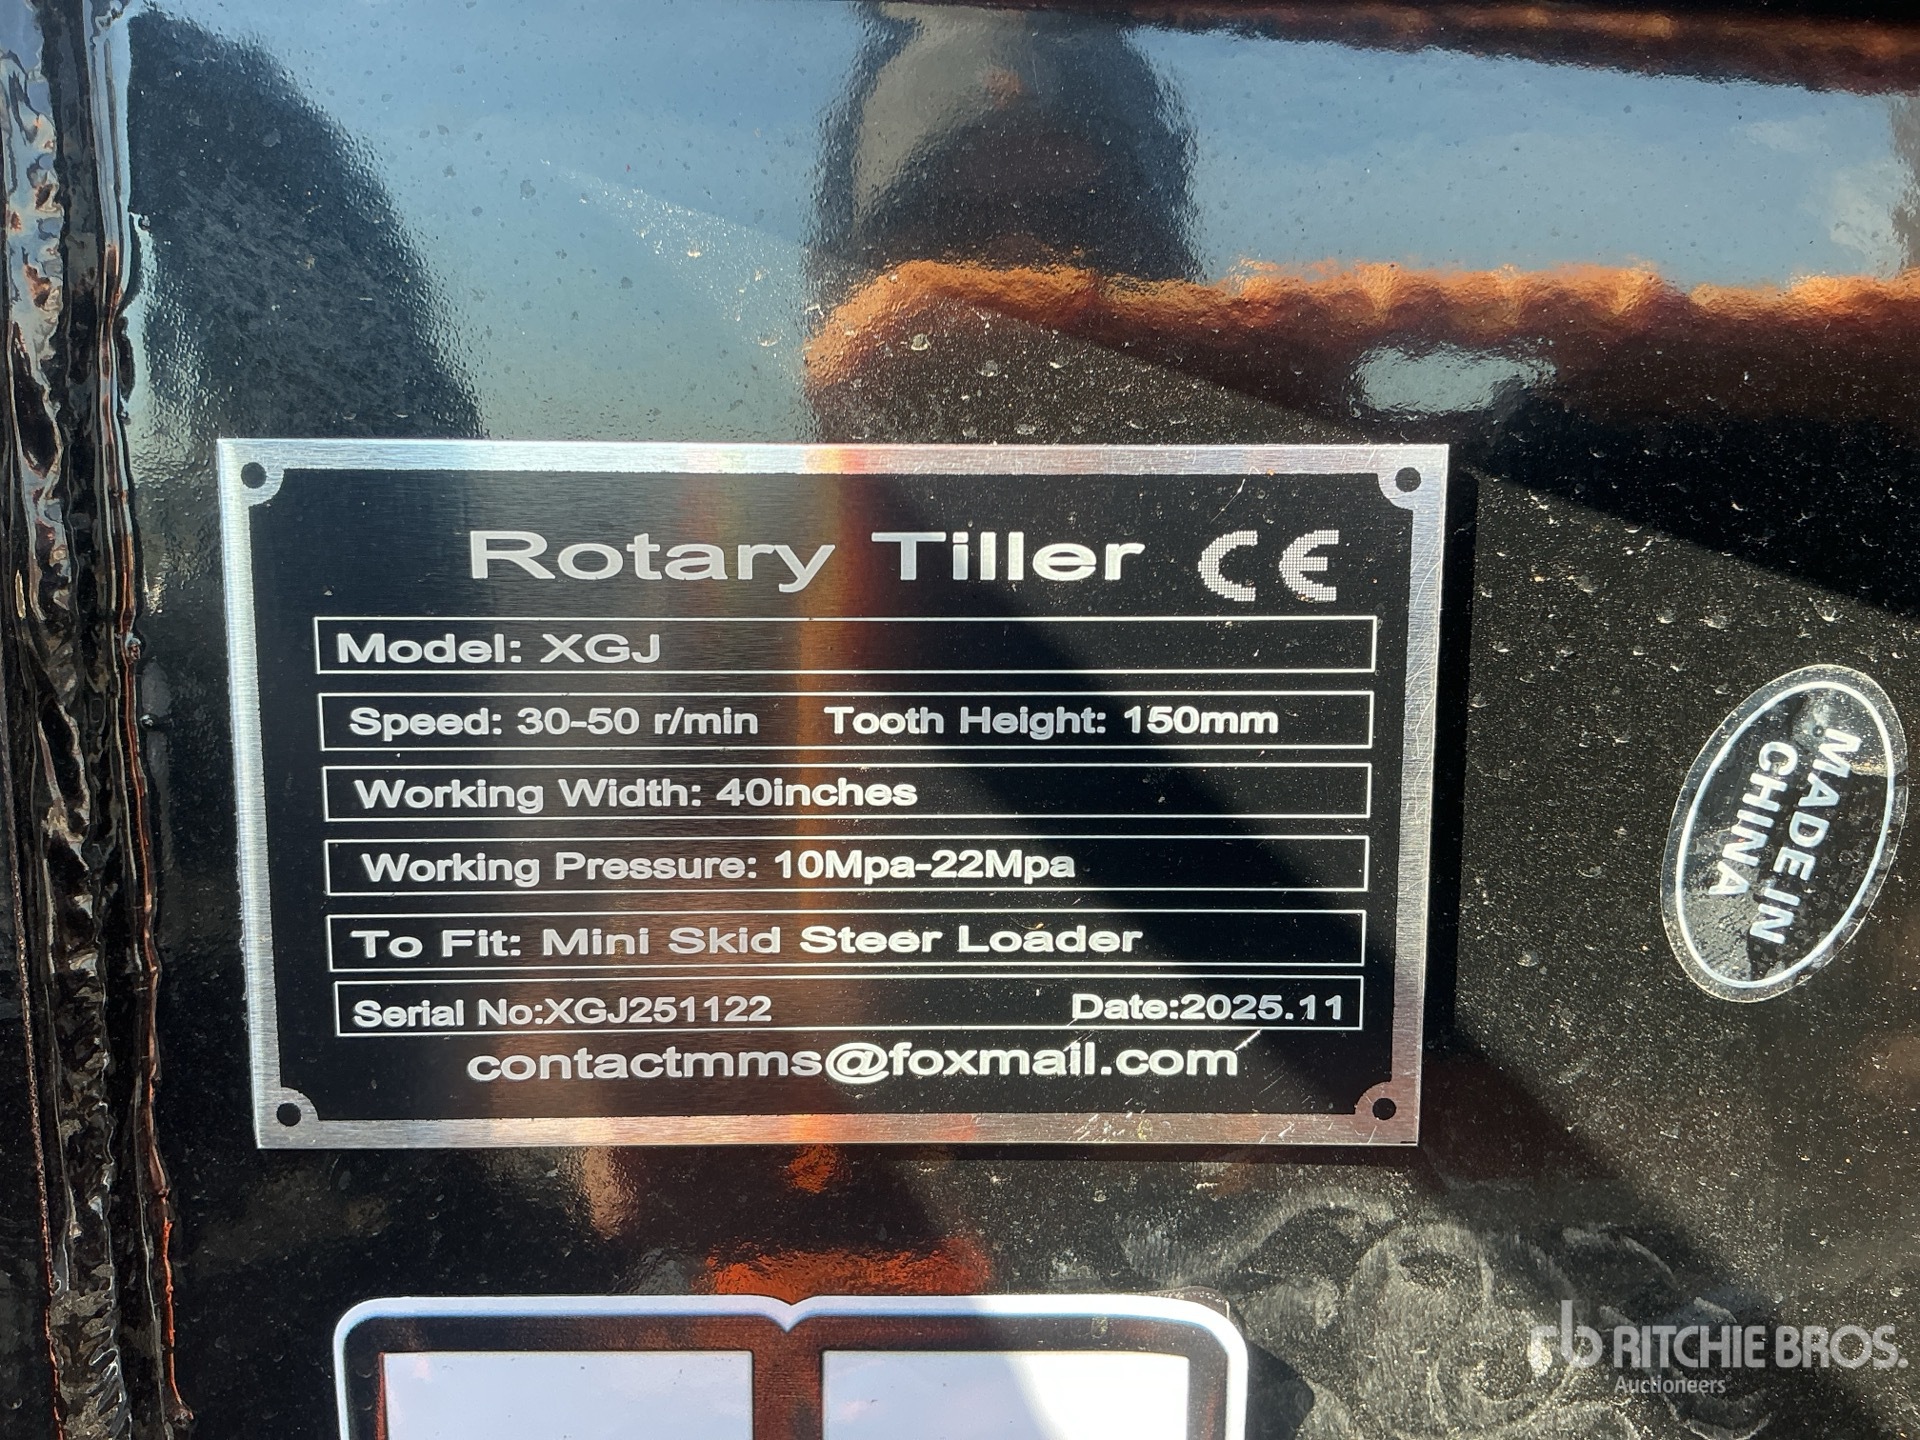 Rotary Tiller CE
Model: XGJ
Speed: 30-50 r/min Tooth Height: 150mm
Working Width: 40inches
Working Pressure: 10Mpa-22Mpa
To Fit: Mini Skid Steer Loader
Serial No:XGJ251122 Date:2025.11
contactmms@foxmail.com
MADE IN
CHINA
rb RITCHIE BROS.
Auctioneers